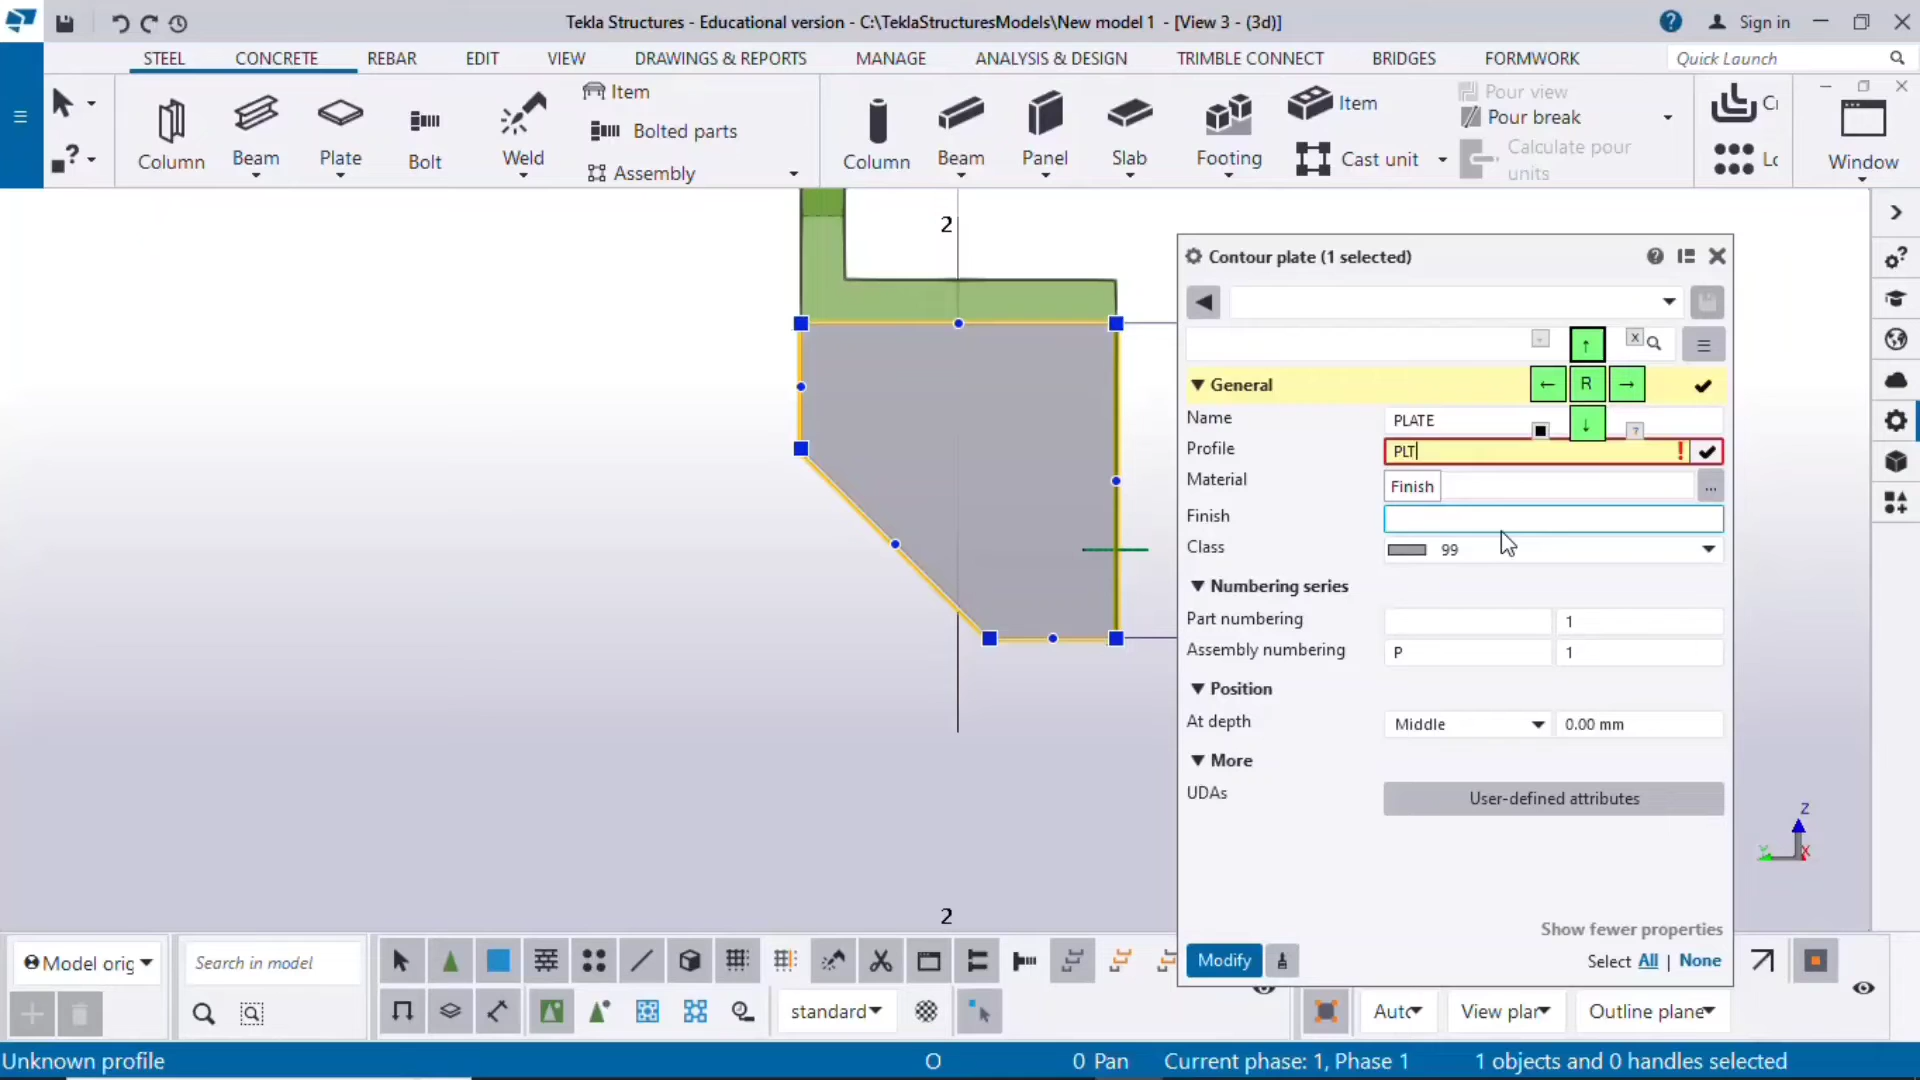 Tekla Structures - Educational version - C:\TeklaStructuresModels\New model 1 - [View 3 - (3d)]
Sign in
STEEL CONCRETE REBAR EDIT VIEW DRAWINGS & REPORTS MANAGE ANALYSIS & DESIGN TRIMBLE CONNECT BRIDGES FORMWORK Quick Launch
Column Beam Plate Bolt Weld
Item
Bolted parts
Assembly
Column Beam Panel Slab Footing
Item
Cast unit
Pour view
Pour break
Calculate pour
units
Window
2
Contour plate (1 selected)
General
← ↑ R → ↓
Name PLATE
Profile PLT
Material
Finish
Finish
Class 99
Numbering series
Part numbering 1
Assembly numbering P 1
Position
At depth Middle 0.00 mm
More
UDAs User-defined attributes
Z
2
Show fewer properties
Modify Select All | None
Model orig Search in model
standard Auto View plan Outline plane
Unknown profile O 0 Pan Current phase: 1, Phase 1 1 objects and 0 handles selected